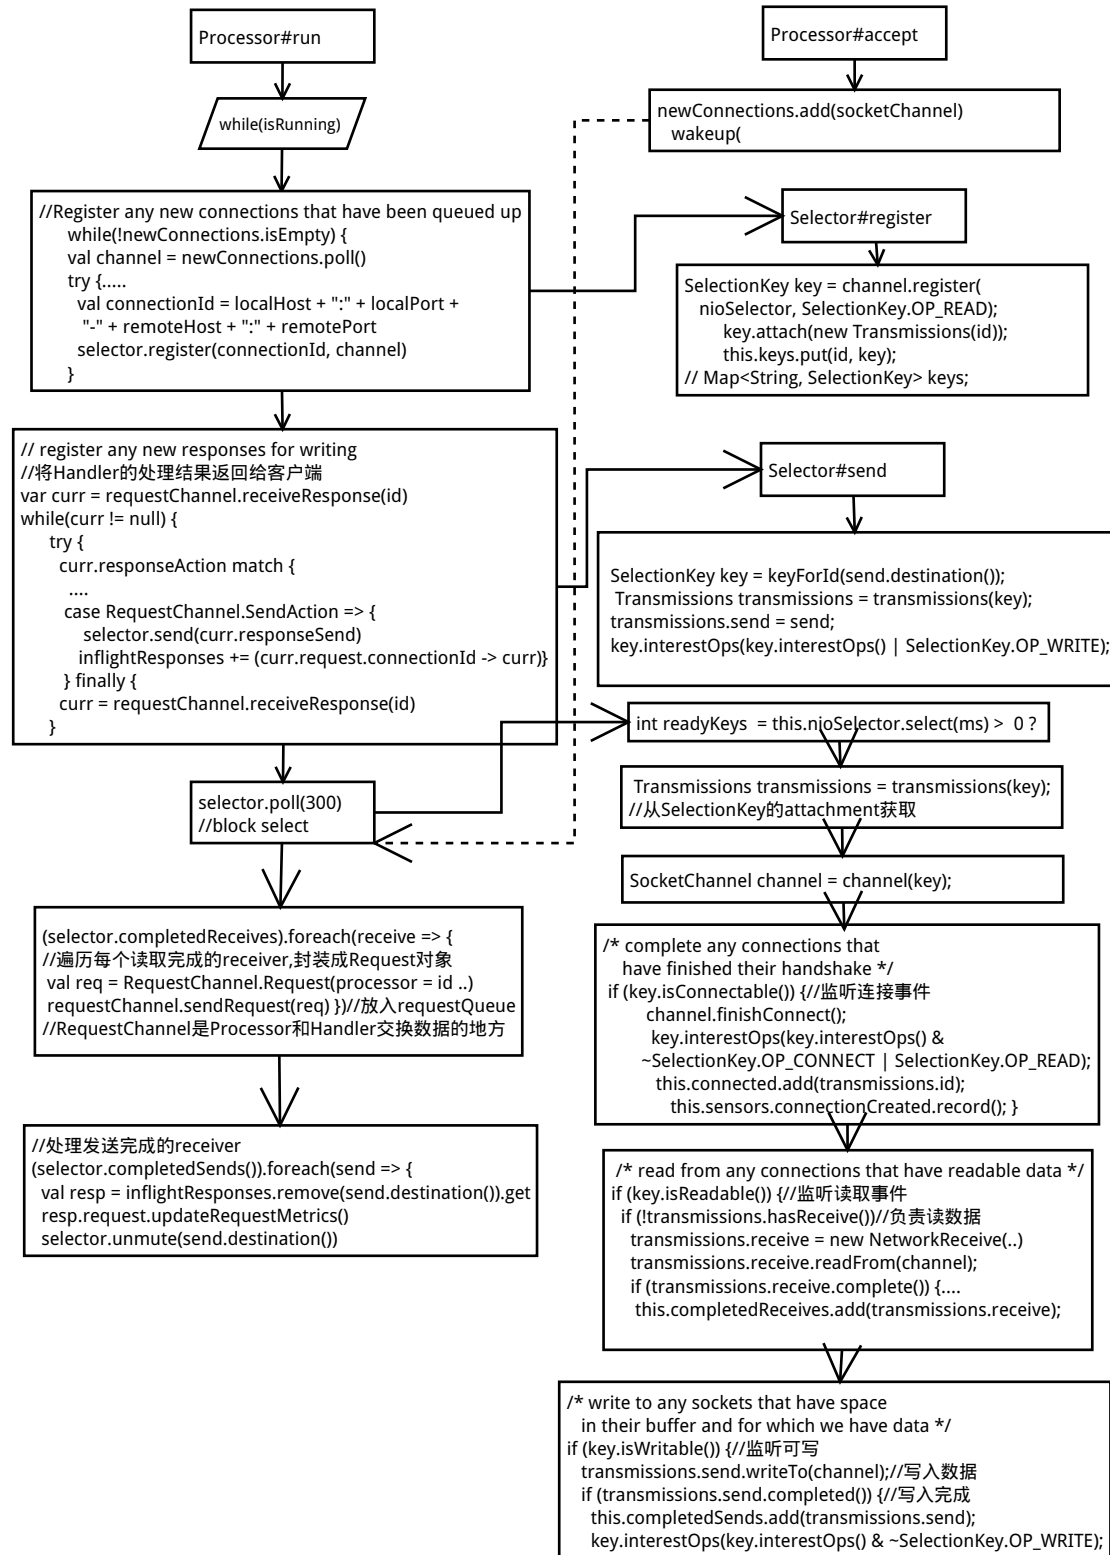 Processor#run
while(isRunning)
//Register any new connections that have been queued up
while(!newConnections.isEmpty) {
val channel = newConnections.poll()
try {.....
val connectionId = localHost + ":" + localPort +
"-" + remoteHost + ":" + remotePort
selector.register(connectionId, channel)
}
// register any new responses for writing
//将Handler的处理结果返回给客户端
var curr = requestChannel.receiveResponse(id)
while(curr != null) {
try {
curr.responseAction match {
....
case RequestChannel.SendAction => {
selector.send(curr.responseSend)
inflightResponses += (curr.request.connectionId -> curr)}
} finally {
curr = requestChannel.receiveResponse(id)
}
selector.poll(300)
//block select
(selector.completedReceives).foreach(receive => {
//遍历每个读取完成的receiver,封装成Request对象
val req = RequestChannel.Request(processor = id ..)
requestChannel.sendRequest(req) })//放入requestQueue
//RequestChannel是Processor和Handler交换数据的地方
//处理发送完成的receiver
(selector.completedSends()).foreach(send => {
val resp = inflightResponses.remove(send.destination()).get
resp.request.updateRequestMetrics()
selector.unmute(send.destination())
Processor#accept
newConnections.add(socketChannel)
wakeup(
Selector#register
SelectionKey key = channel.register(
nioSelector, SelectionKey.OP_READ);
key.attach(new Transmissions(id));
this.keys.put(id, key);
// Map<String, SelectionKey> keys;
Selector#send
SelectionKey key = keyForId(send.destination());
Transmissions transmissions = transmissions(key);
transmissions.send = send;
key.interestOps(key.interestOps() | SelectionKey.OP_WRITE);
int readyKeys = this.nioSelector.select(ms) > 0 ?
Transmissions transmissions = transmissions(key);
//从SelectionKey的attachment获取
SocketChannel channel = channel(key);
/* complete any connections that
have finished their handshake */
if (key.isConnectable()) {//监听连接事件
channel.finishConnect();
key.interestOps(key.interestOps() &
~SelectionKey.OP_CONNECT | SelectionKey.OP_READ);
this.connected.add(transmissions.id);
this.sensors.connectionCreated.record(); }
/* read from any connections that have readable data */
if (key.isReadable()) {//监听读取事件
if (!transmissions.hasReceive())//负责读数据
transmissions.receive = new NetworkReceive(..)
transmissions.receive.readFrom(channel);
if (transmissions.receive.complete()) {....
this.completedReceives.add(transmissions.receive);
/* write to any sockets that have space
in their buffer and for which we have data */
if (key.isWritable()) {//监听可写
transmissions.send.writeTo(channel);//写入数据
if (transmissions.send.completed()) {//写入完成
this.completedSends.add(transmissions.send);
key.interestOps(key.interestOps() & ~SelectionKey.OP_WRITE);